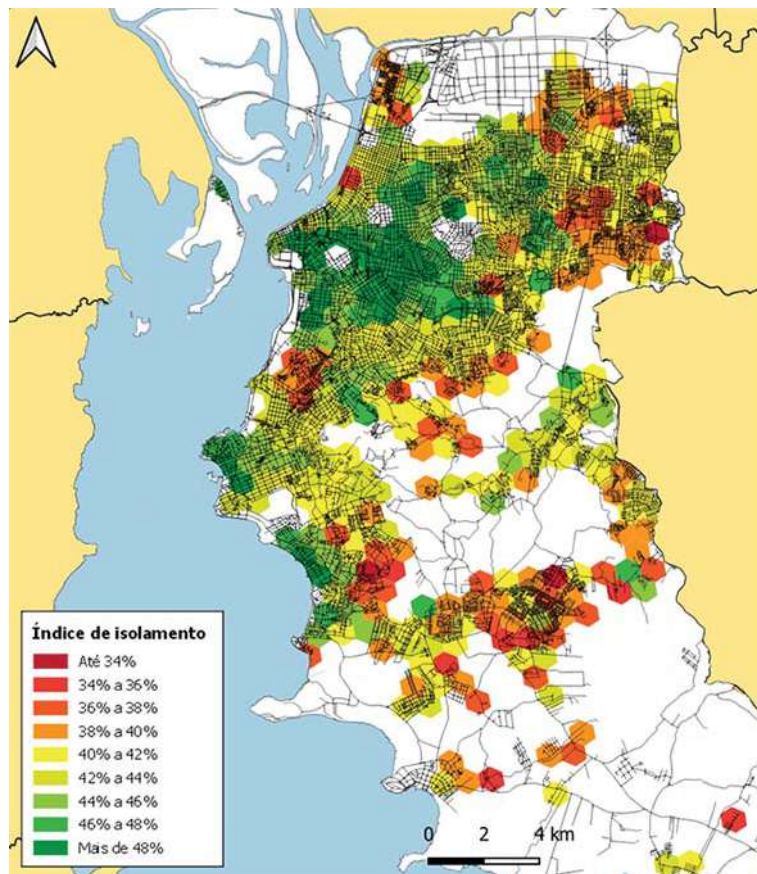 Índice de isolamento
Até 34%
34% a 36%
36% a 38%
38% a 40%
40% a 42%
42% a 44%
44% a 46%
46% a 48%
Mais de 48%
0 2 4 km